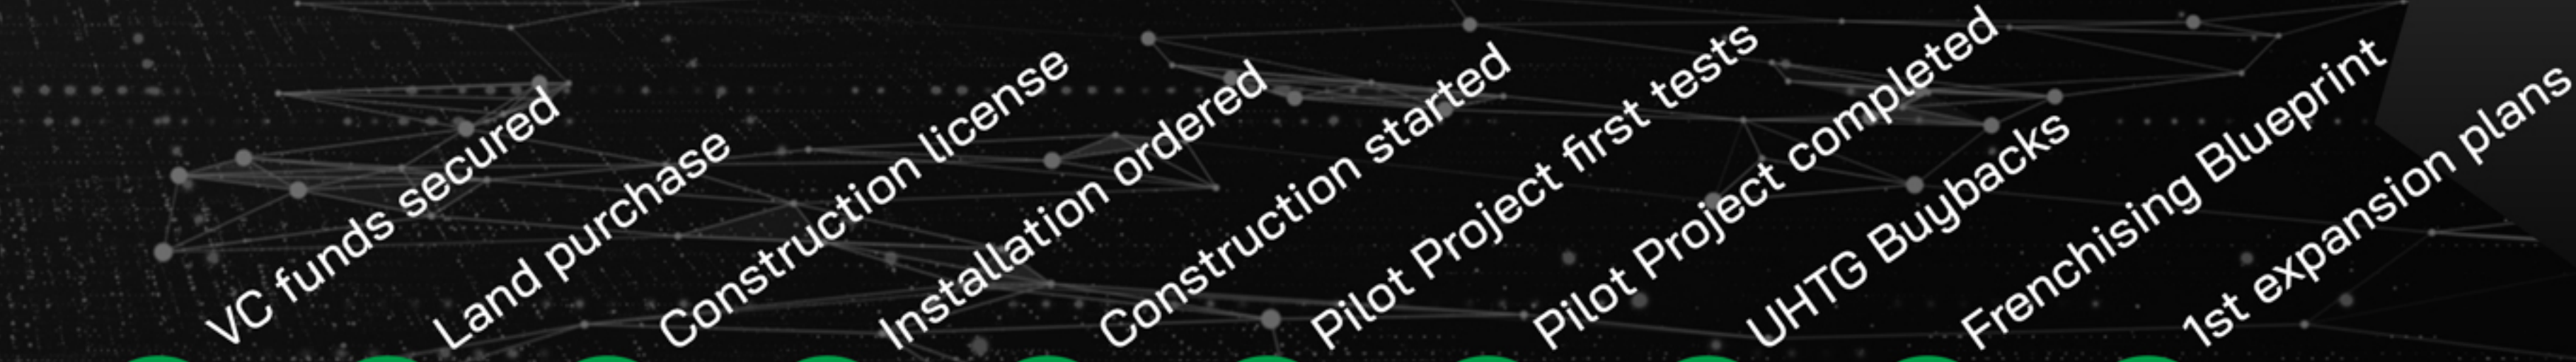 VC funds secured
Land purchase
Construction license
Installation ordered
Construction started
Pilot Project first tests
Pilot Project completed
UHTG Buybacks
Frenchising Blueprint
1st expansion plans